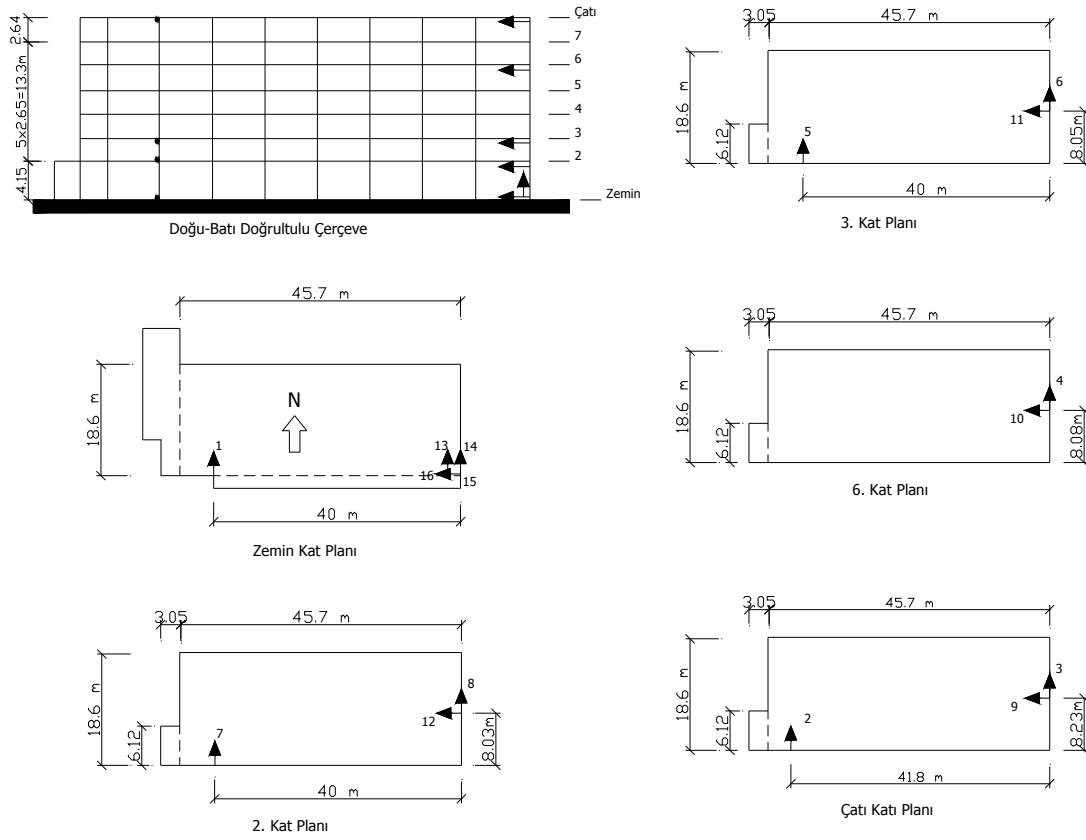 Çatı
7
6
5
4
3
2
Zemin
2.64
5x2.65=13.3m
4.15
Doğu-Batı Doğrultulu Çerçeve
3.05
45.7 m
18.6 m
6.12
5
6
11
8.05m
40 m
3. Kat Planı
45.7 m
18.6 m
N
1
13
14
16
15
40 m
Zemin Kat Planı
3.05
45.7 m
18.6 m
6.12
4
10
8.08m
6. Kat Planı
3.05
45.7 m
18.6 m
6.12
7
8
12
8.03m
40 m
2. Kat Planı
3.05
45.7 m
18.6 m
6.12
2
3
9
8.23m
41.8 m
Çatı Katı Planı